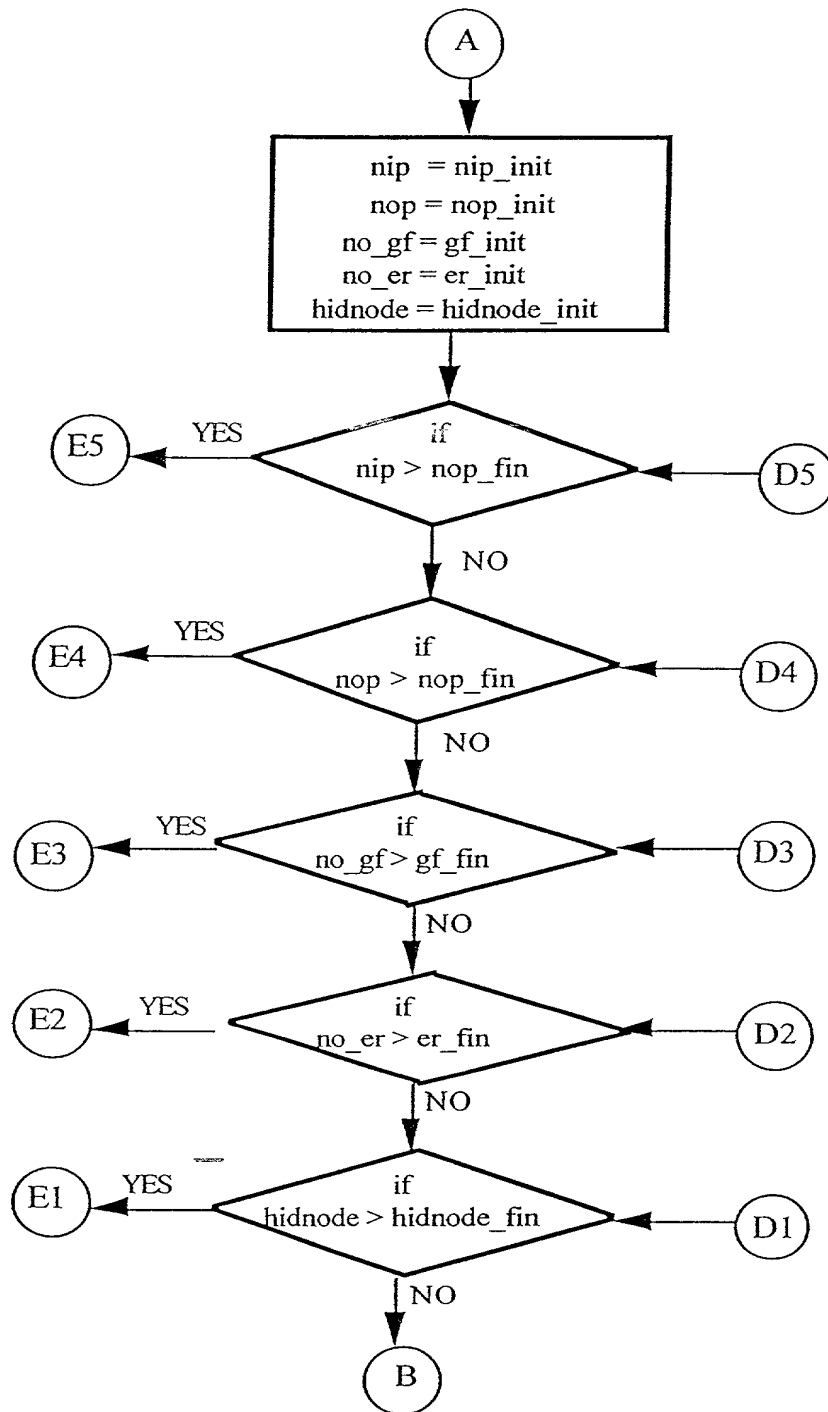 A
nip = nip_init
nop = nop_init
no_gf = gf_init
no_er = er_init
hidnode = hidnode_init
E5
YES
if
nip > nop_fin
D5
NO
E4
YES
if
nop > nop_fin
D4
NO
E3
YES
if
no_gf > gf_fin
D3
NO
E2
YES
if
no_er > er_fin
D2
NO
E1
YES
if
hidnode > hidnode_fin
D1
NO
B